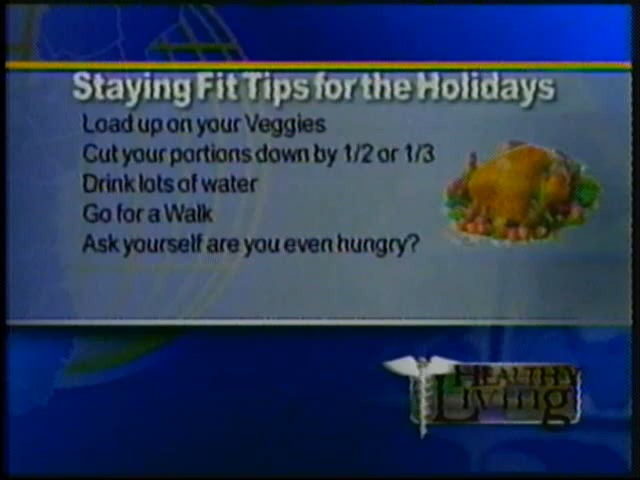 Staying Fit Tips for the Holidays
Load up on your Veggies
Cut your portions down by 1/2 or 1/3
Drink lots of water
Go for a Walk
Ask yourself are you even hungry?
HEALTHY
Living